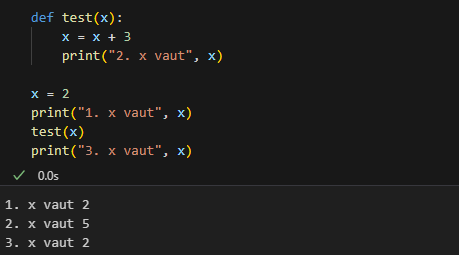 def test(x):
    x = x + 3
    print("2. x vaut", x)

x = 2
print("1. x vaut", x)
test(x)
print("3. x vaut", x)
0.0s
1. x vaut 2
2. x vaut 5
3. x vaut 2